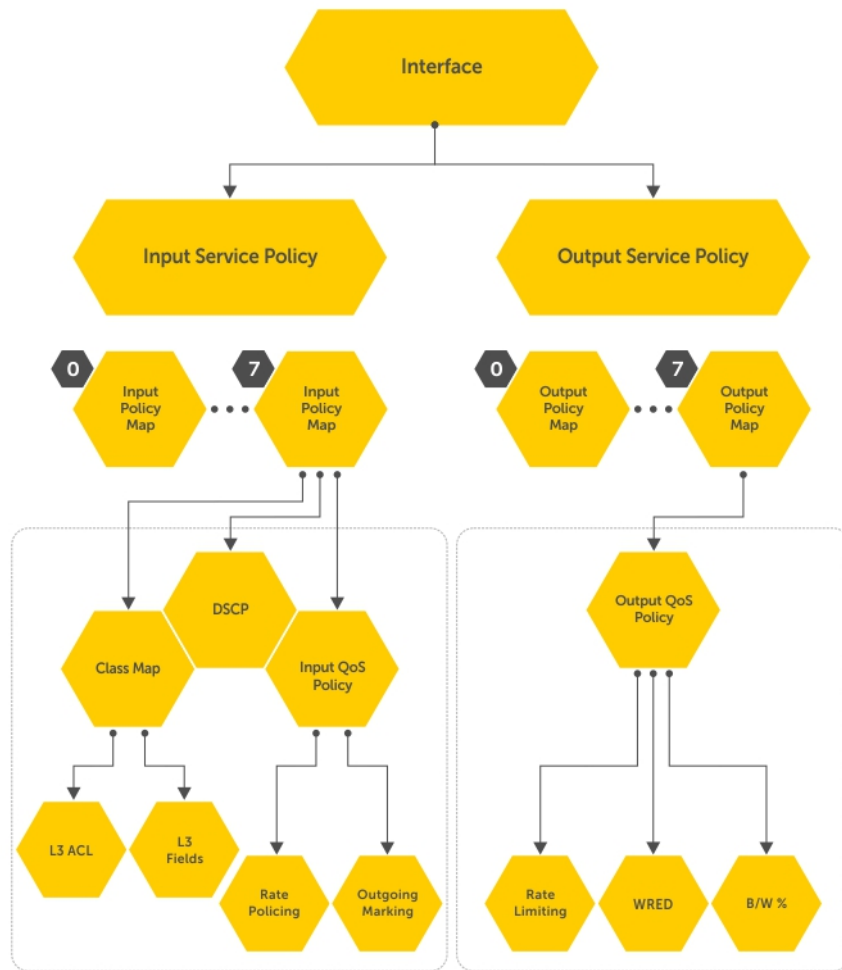 Interface
Input Service Policy
Output Service Policy
0
Input
Policy
Map
7
Input
Policy
Map
0
Output
Policy
Map
7
Output
Policy
Map
DSCP
Class Map
Input QoS
Policy
Output QoS
Policy
L3 ACL
L3
Fields
Rate
Policing
Outgoing
Marking
Rate
Limiting
WRED
B/W %